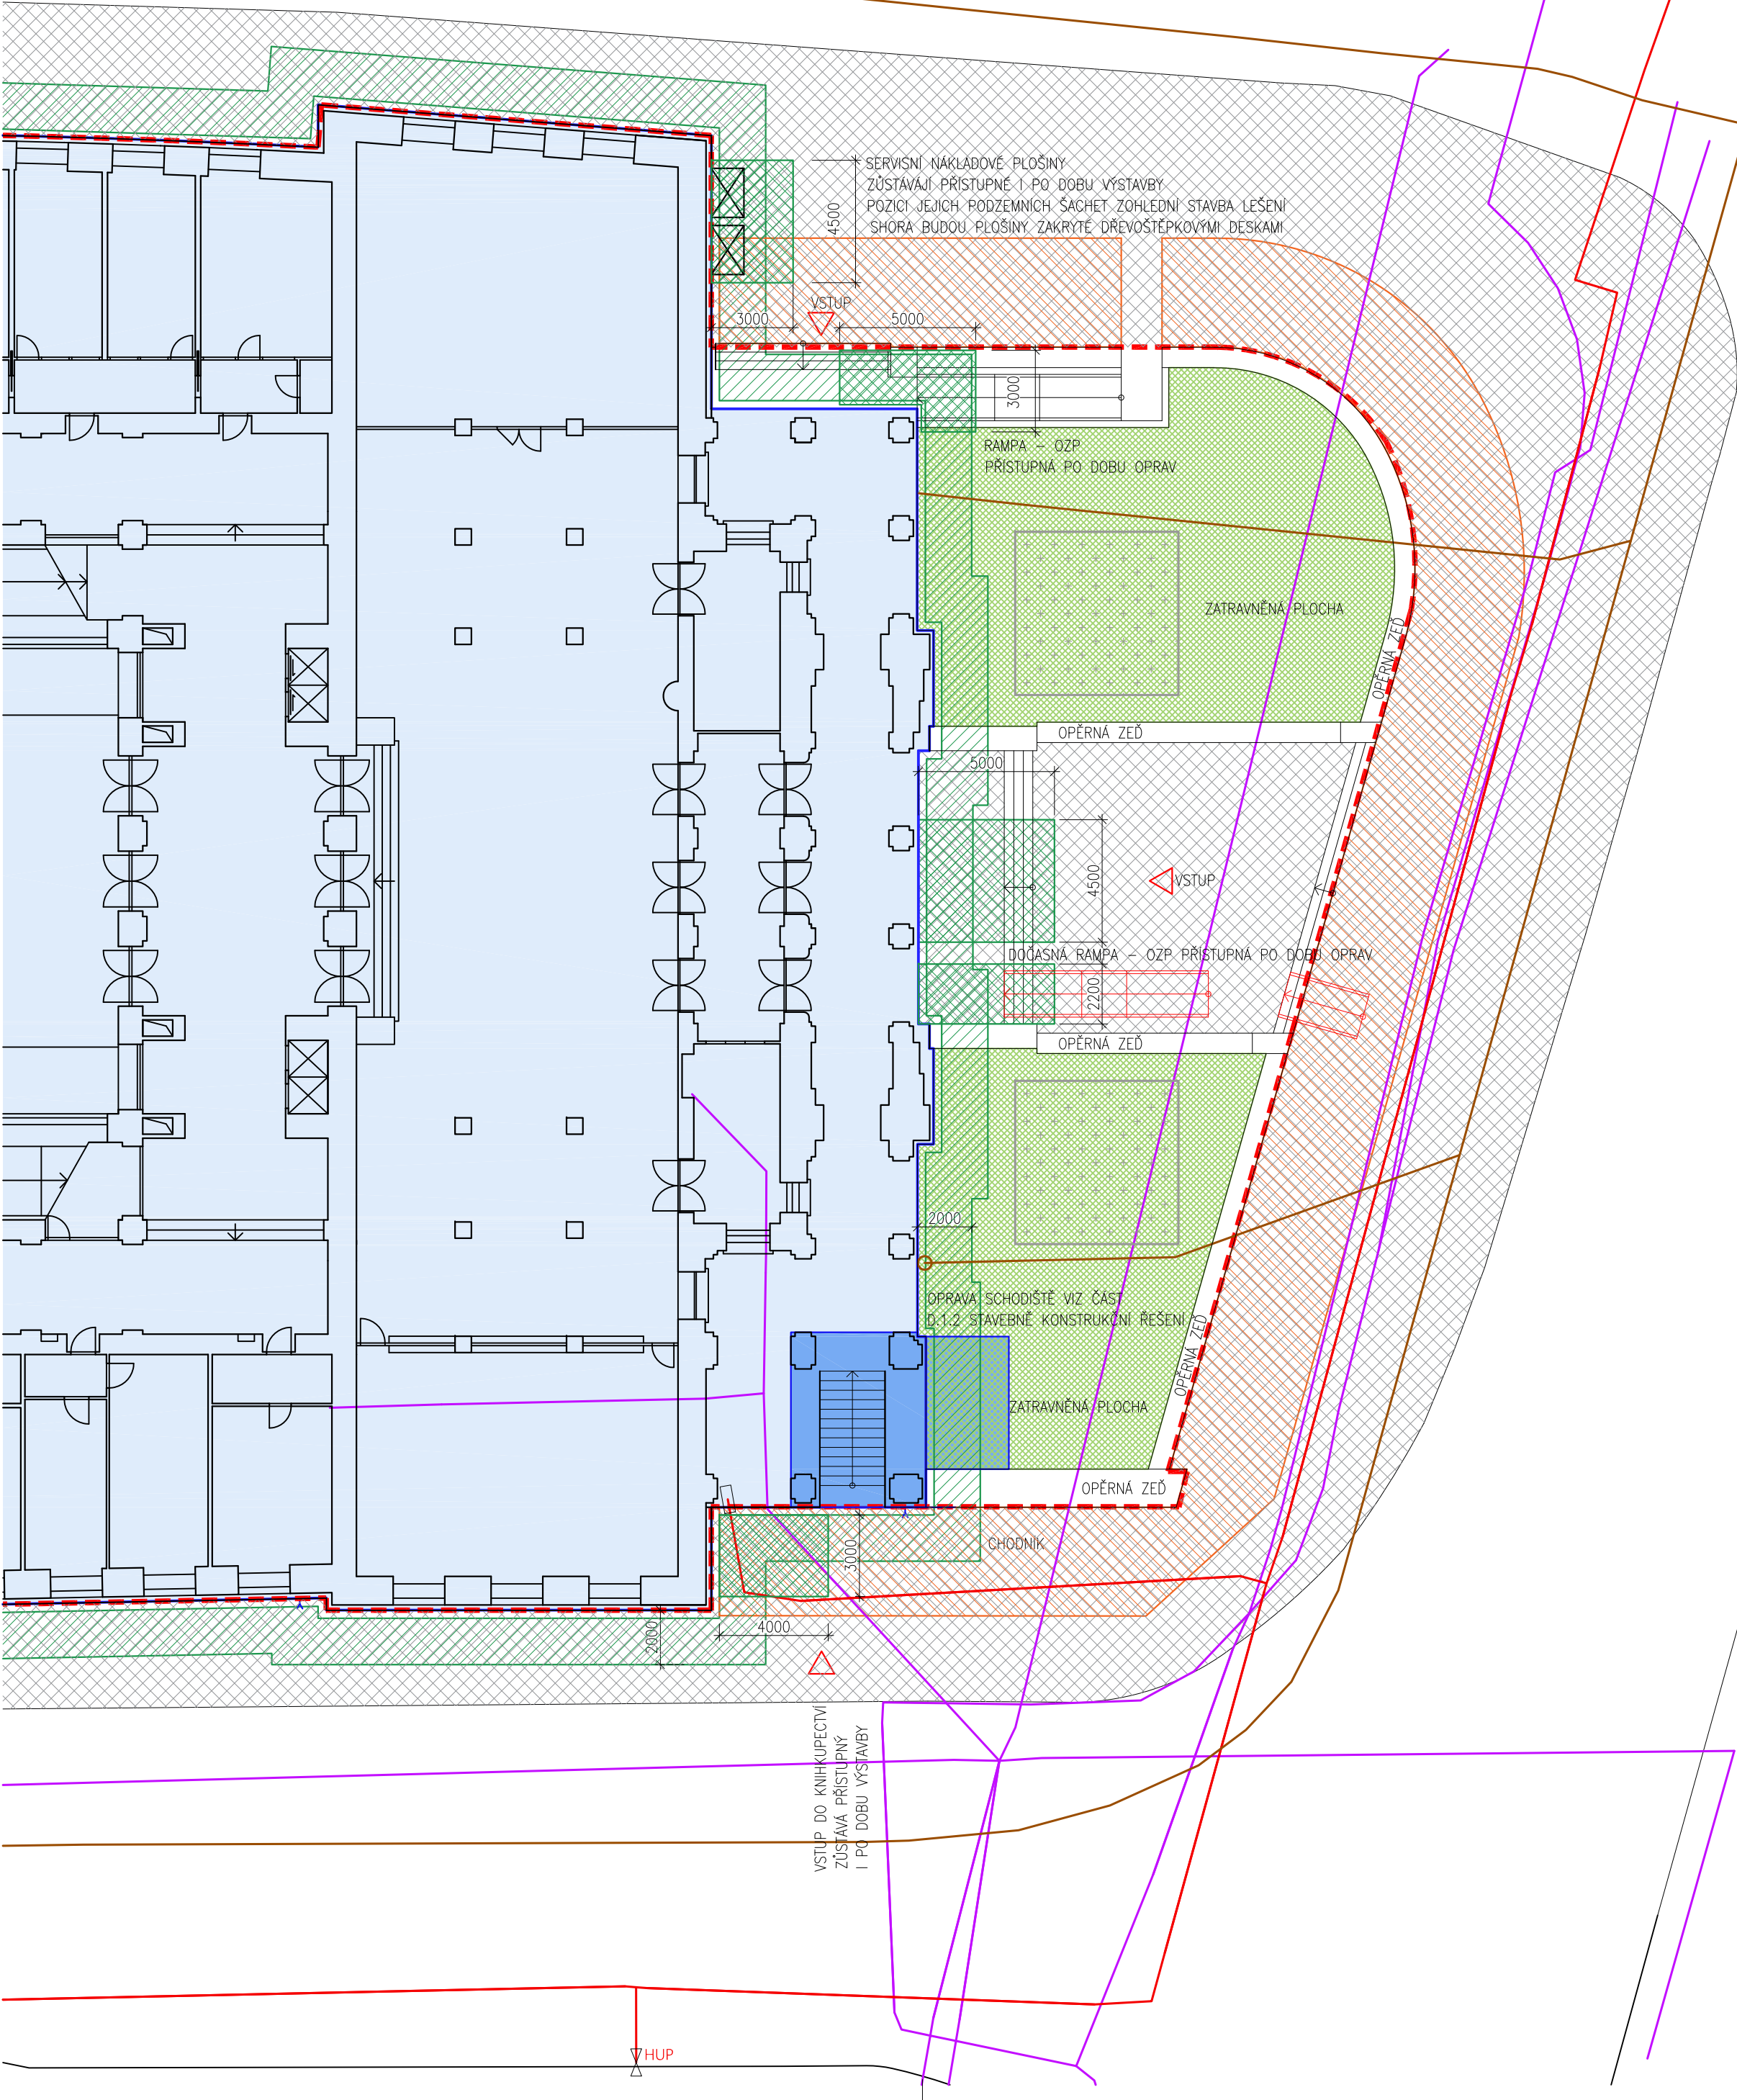 SERVISNÍ NÁKLADOVÉ PLOŠINY
ZŮSTÁVAJÍ PŘÍSTUPNÉ I PO DOBU VÝSTAVBY
POZICI JEJICH PODZEMNÍCH ŠACHET ZOHLEDNÍ STAVBA LEŠENÍ
SHORA BUDOU PLOŠINY ZAKRYTÉ DŘEVOŠTĚPKOVÝMI DESKAMI
4500
VSTUP
3000
5000
3000
RAMPA – OZP
PŘÍSTUPNÁ PO DOBU OPRAV
ZATRAVNĚNÁ PLOCHA
OPĚRNÁ ZEĎ
OPĚRNÁ ZEĎ
5000
4500
VSTUP
DOČASNÁ RAMPA – OZP PŘÍSTUPNÁ PO DOBU OPRAV
2200
OPĚRNÁ ZEĎ
2000
OPRAVA SCHODIŠTĚ VIZ ČÁST
D.1.2 STAVEBNĚ KONSTRUKČNÍ ŘEŠENÍ
OPĚRNÁ ZEĎ
ZATRAVNĚNÁ PLOCHA
OPĚRNÁ ZEĎ
CHODNÍK
3000
4000
2000
VSTUP DO KNIHKUPECTVÍ
ZŮSTÁVÁ PŘÍSTUPNÝ
I PO DOBU VÝSTAVBY
HUP